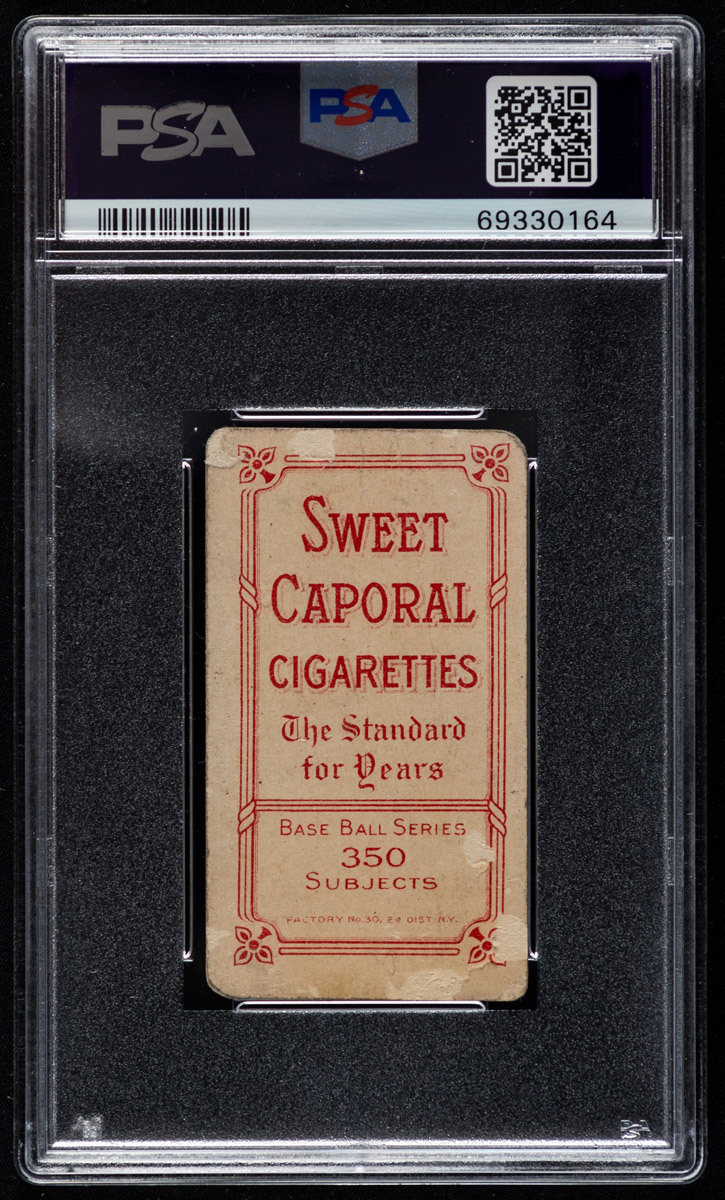 PSA
PSA
69330164
SWEET
CAPORAL
CIGARETTES
The Standard
for Years
BASE BALL SERIES
350
SUBJECTS
FACTORY No. 30, 2d DIST. N.Y.
PSA